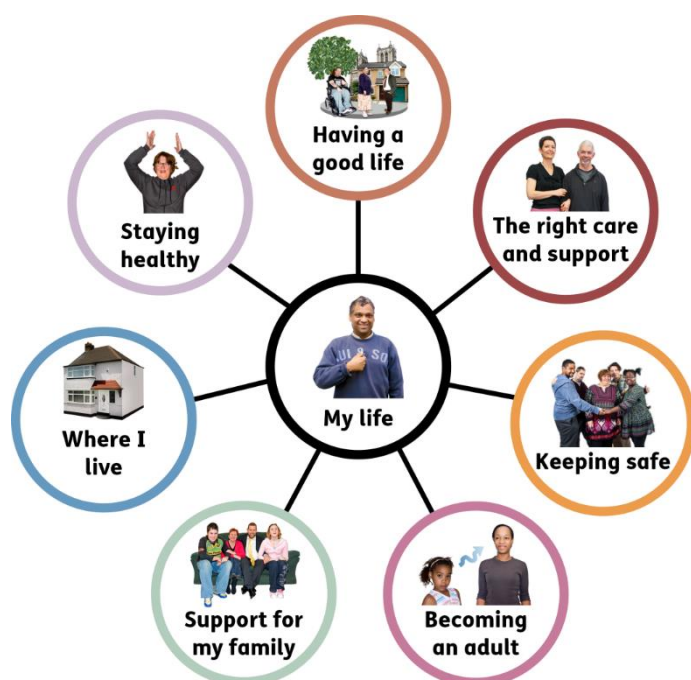 Having a
good life
The right care
and support
Keeping safe
Becoming
an adult
Support for
my family
Where I
live
Staying
healthy
My life